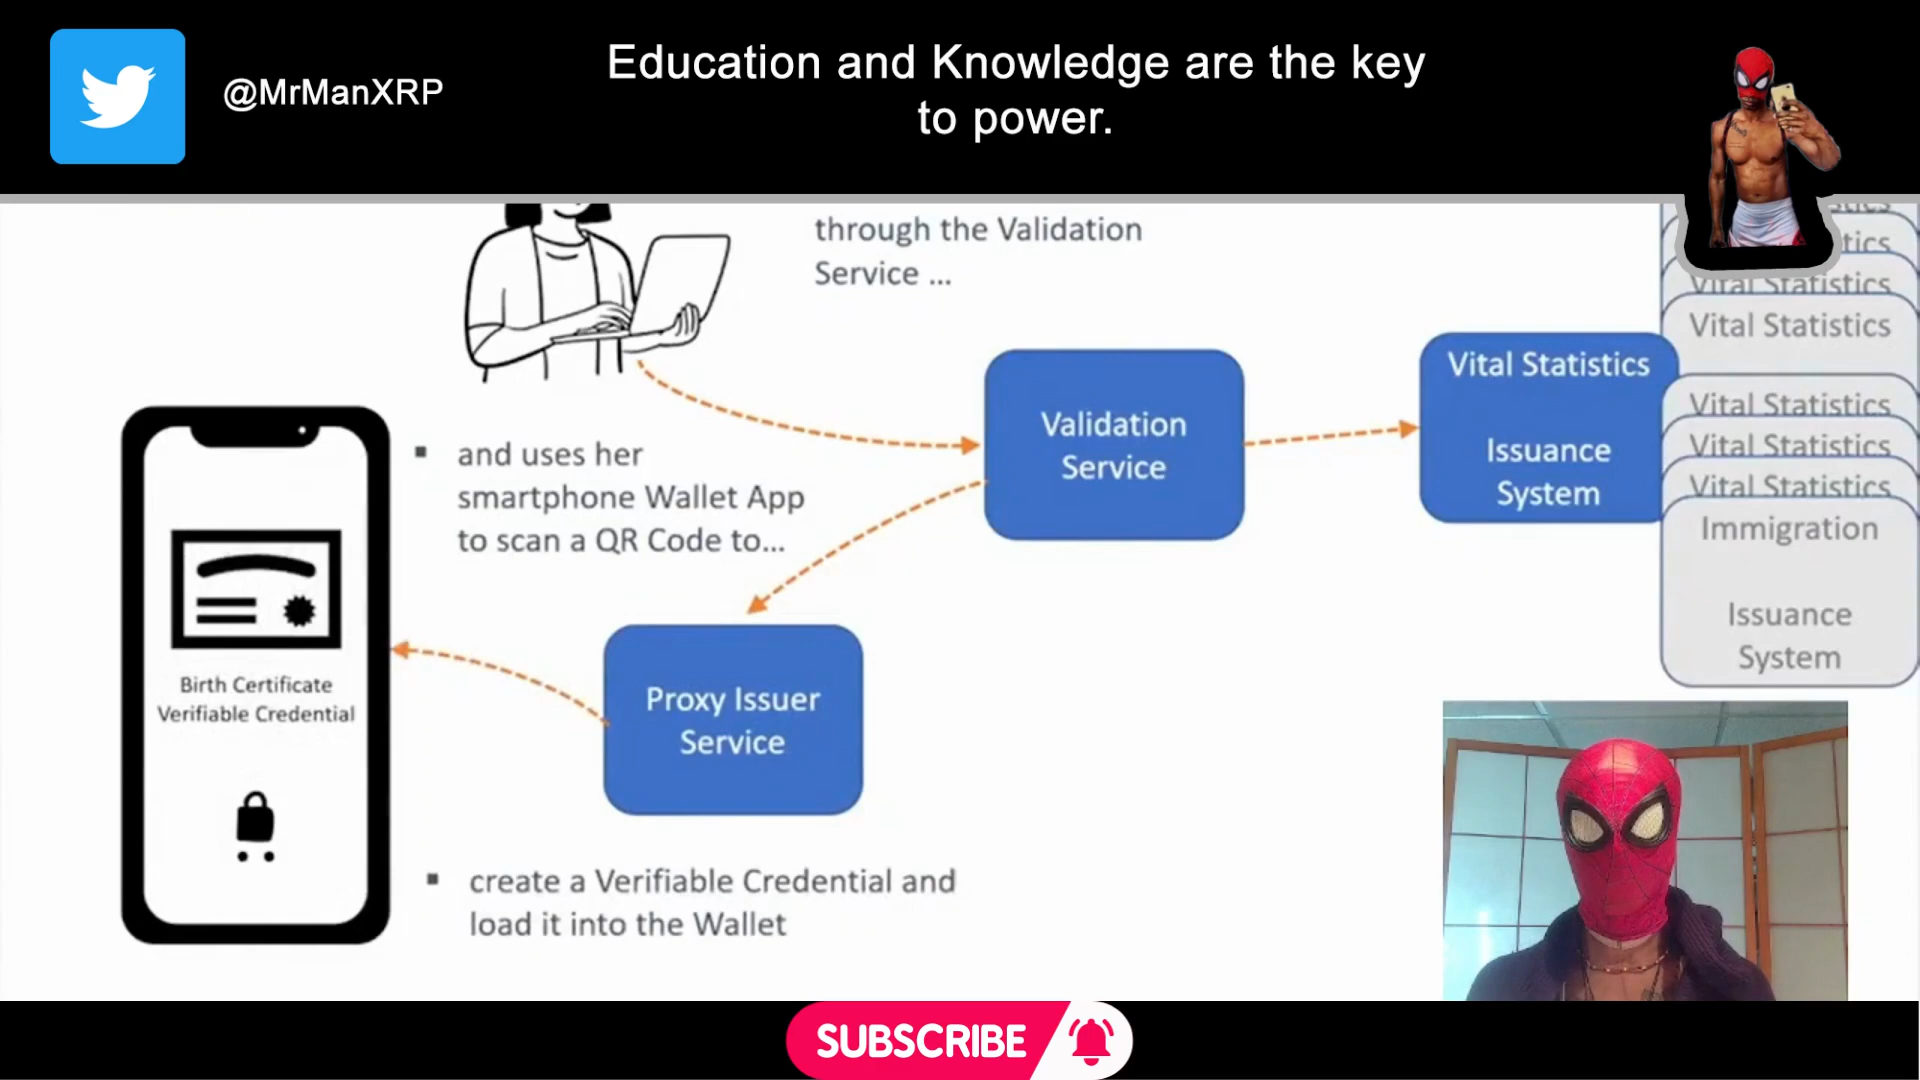 @MrManXRP
Education and Knowledge are the key
to power.
through the Validation
Service ...
tics
Vital Statistics
Vital Statistics
Vital Statistics
Issuance
System
Vital Statistics
Vital Statistics
Vital Statistics
Immigration
Issuance
System
Validation
Service
and uses her
smartphone Wallet App
to scan a QR Code to...
Birth Certificate
Verifiable Credential
Proxy Issuer
Service
create a Verifiable Credential and
load it into the Wallet
SUBSCRIBE